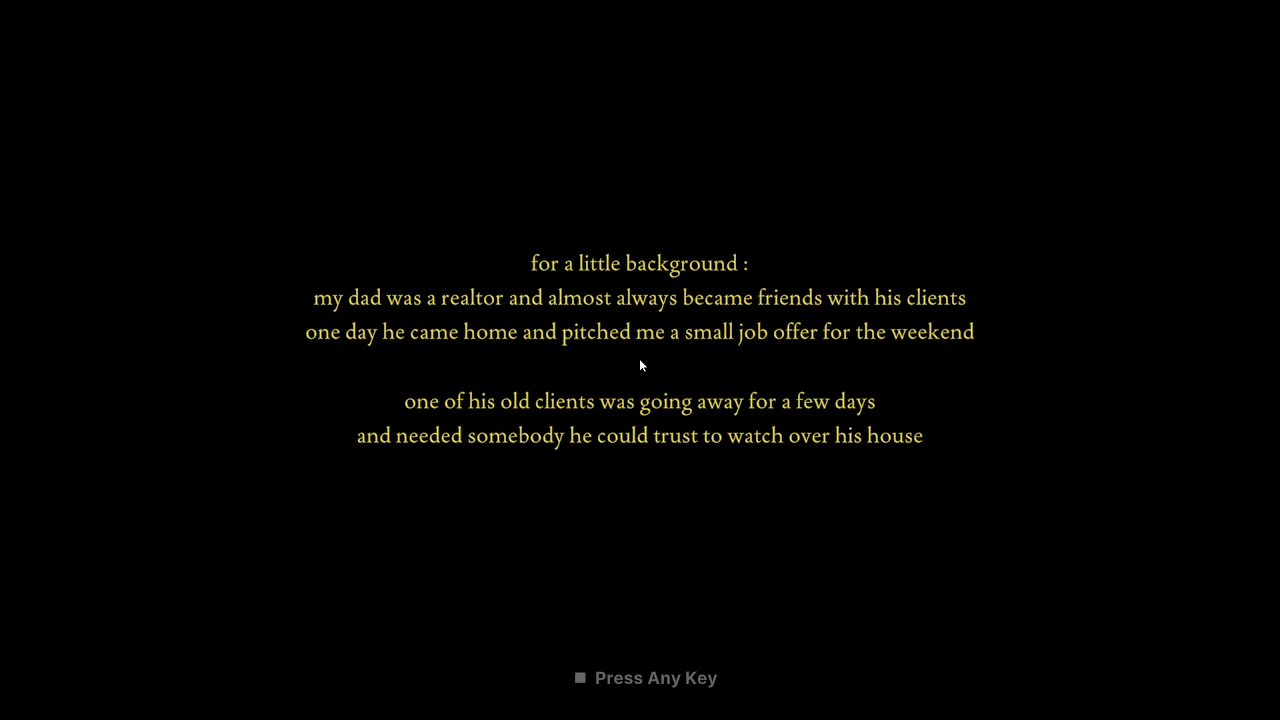 for a little background :
my dad was a realtor and almost always became friends with his clients
one day he came home and pitched me a small job offer for the weekend
one of his old clients was going away for a few days
and needed somebody he could trust to watch over his house
Press Any Key